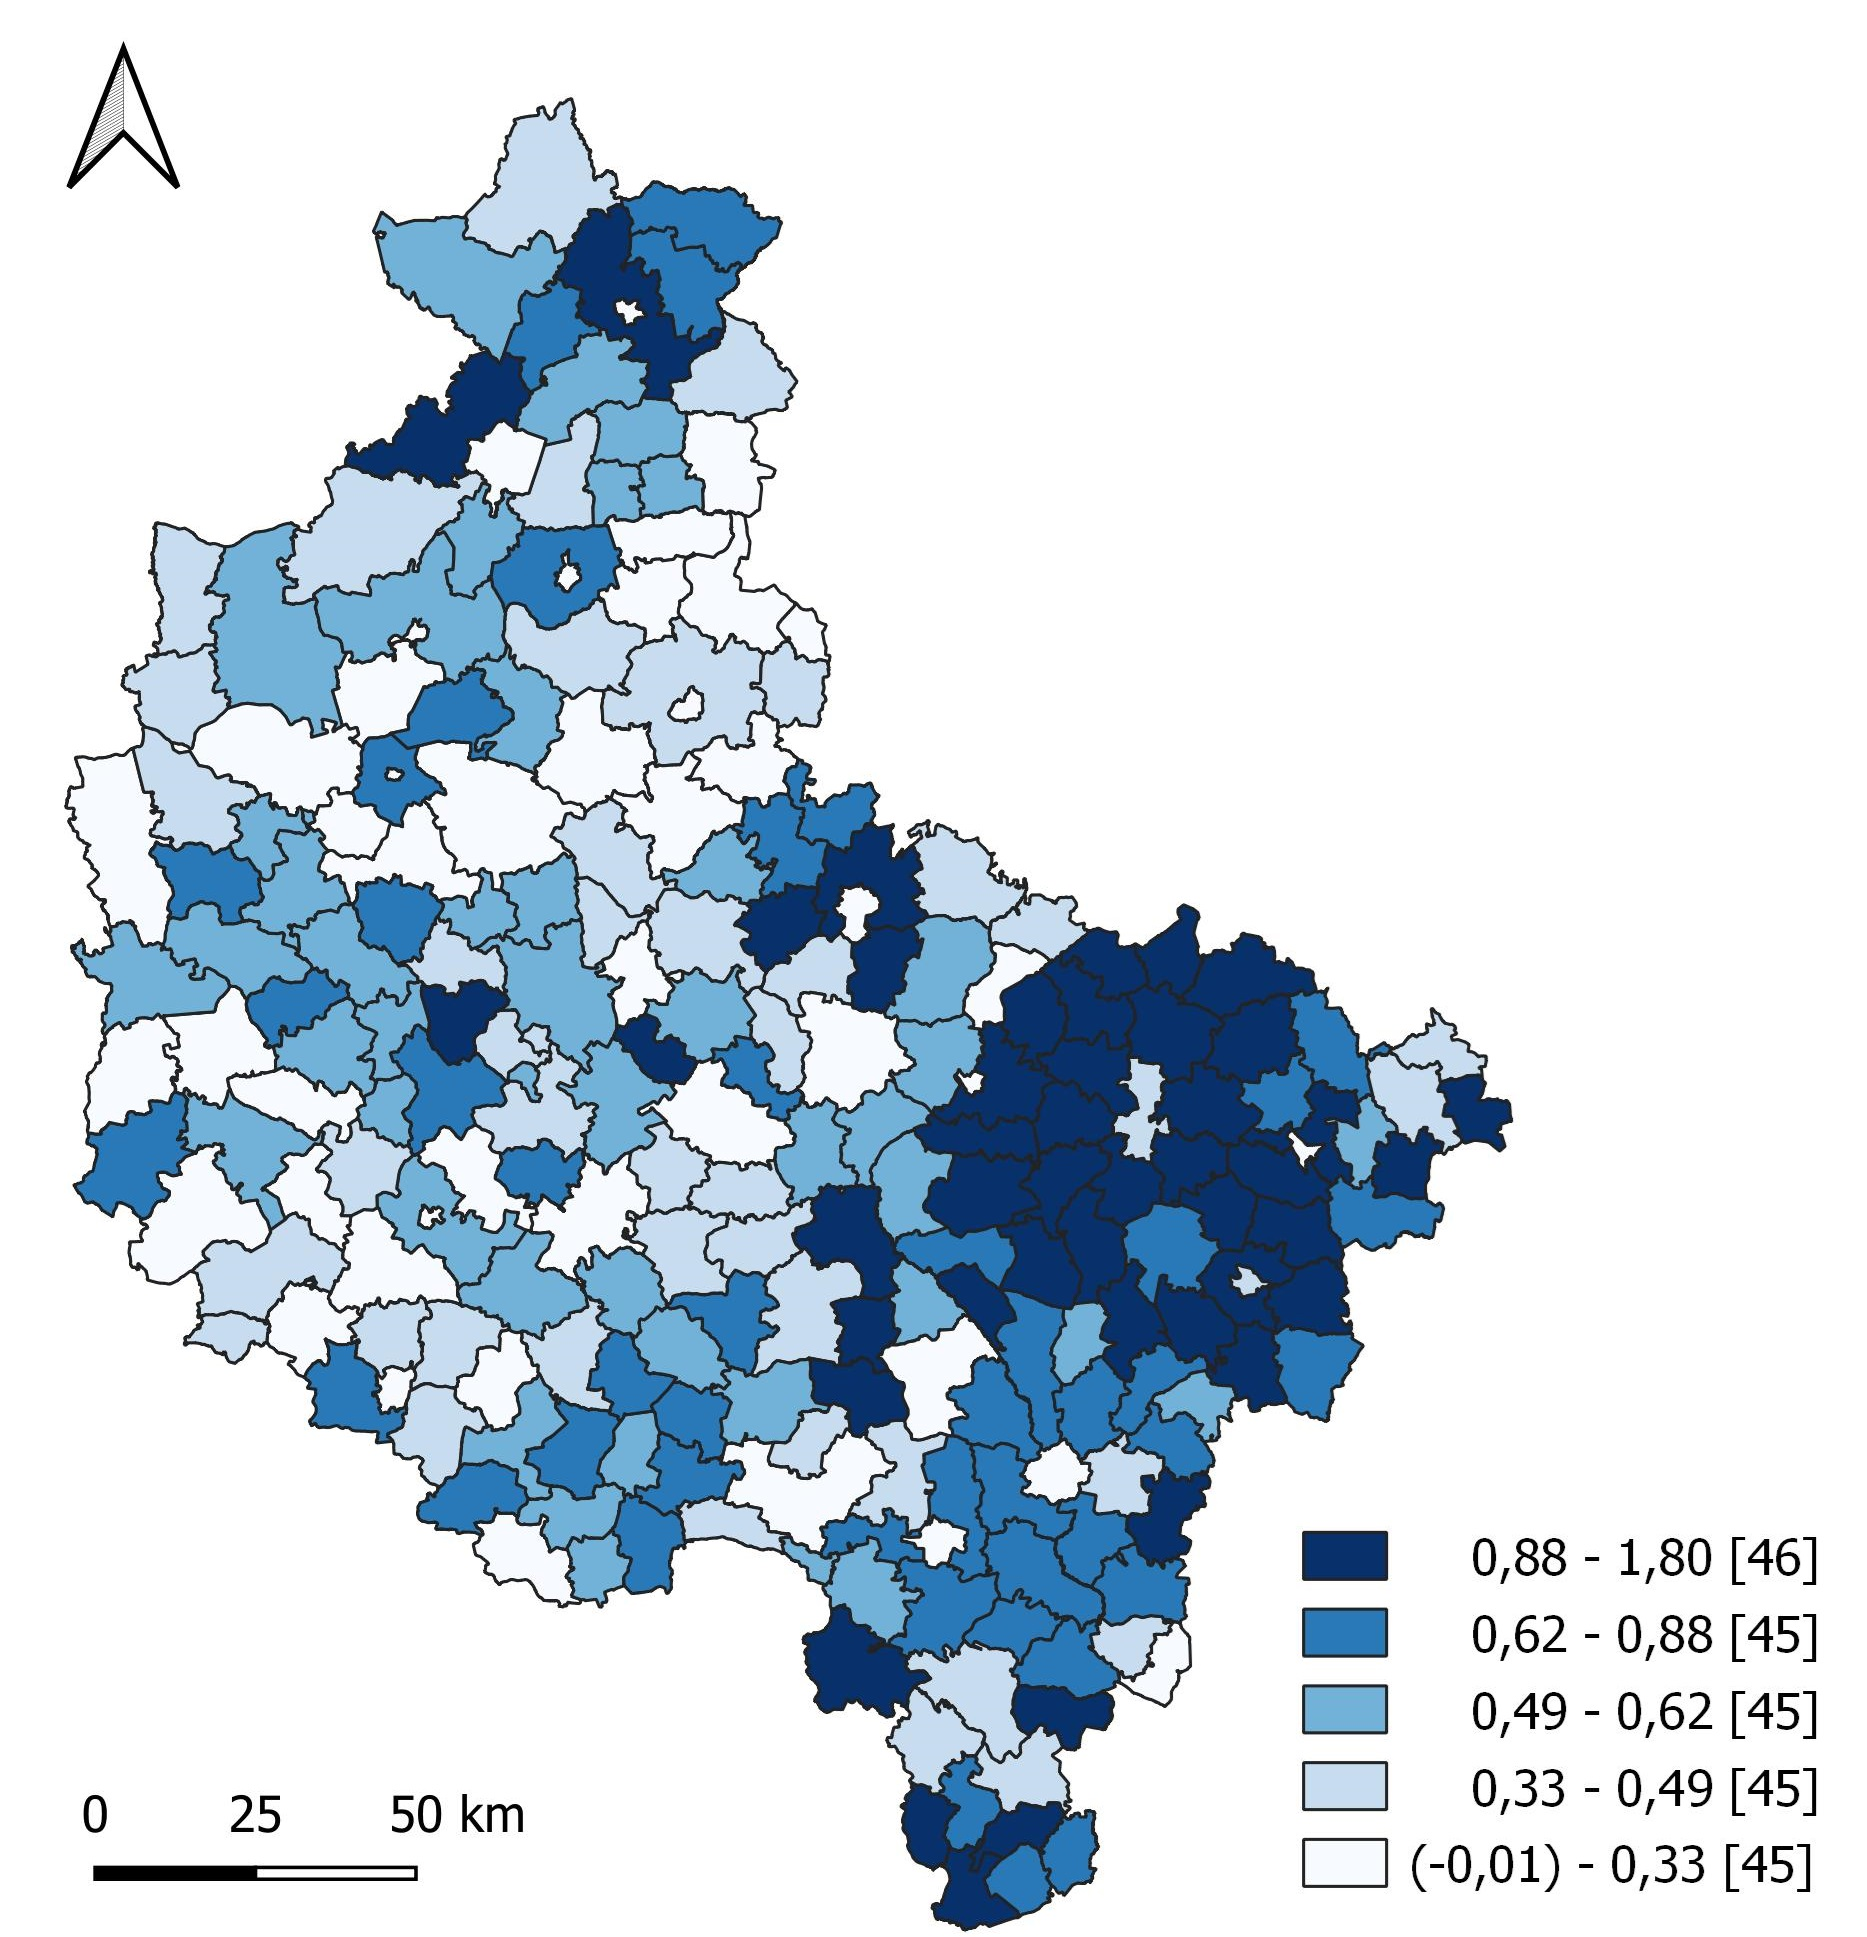 0,88 - 1,80 [46]
0,62 - 0,88 [45]
0,49 - 0,62 [45]
0,33 - 0,49 [45]
(-0,01) - 0,33 [45]
0 25 50 km